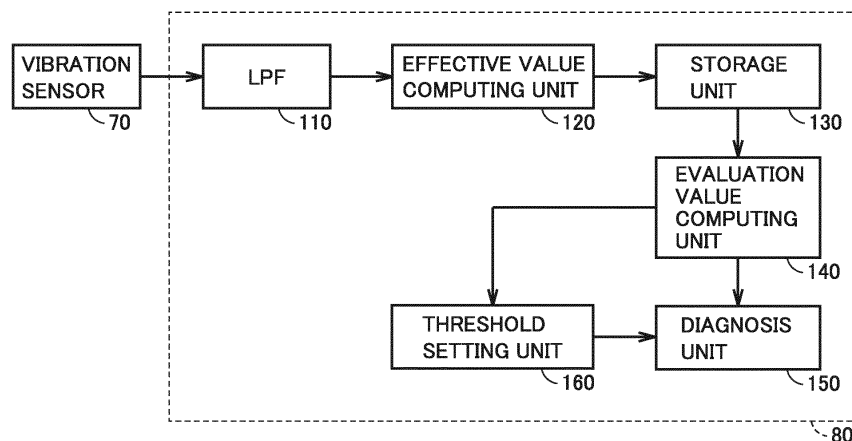 VIBRATION
SENSOR
70
LPF
110
EFFECTIVE VALUE
COMPUTING UNIT
120
STORAGE
UNIT
130
EVALUATION
VALUE
COMPUTING
UNIT
140
THRESHOLD
SETTING UNIT
160
DIAGNOSIS
UNIT
150
80